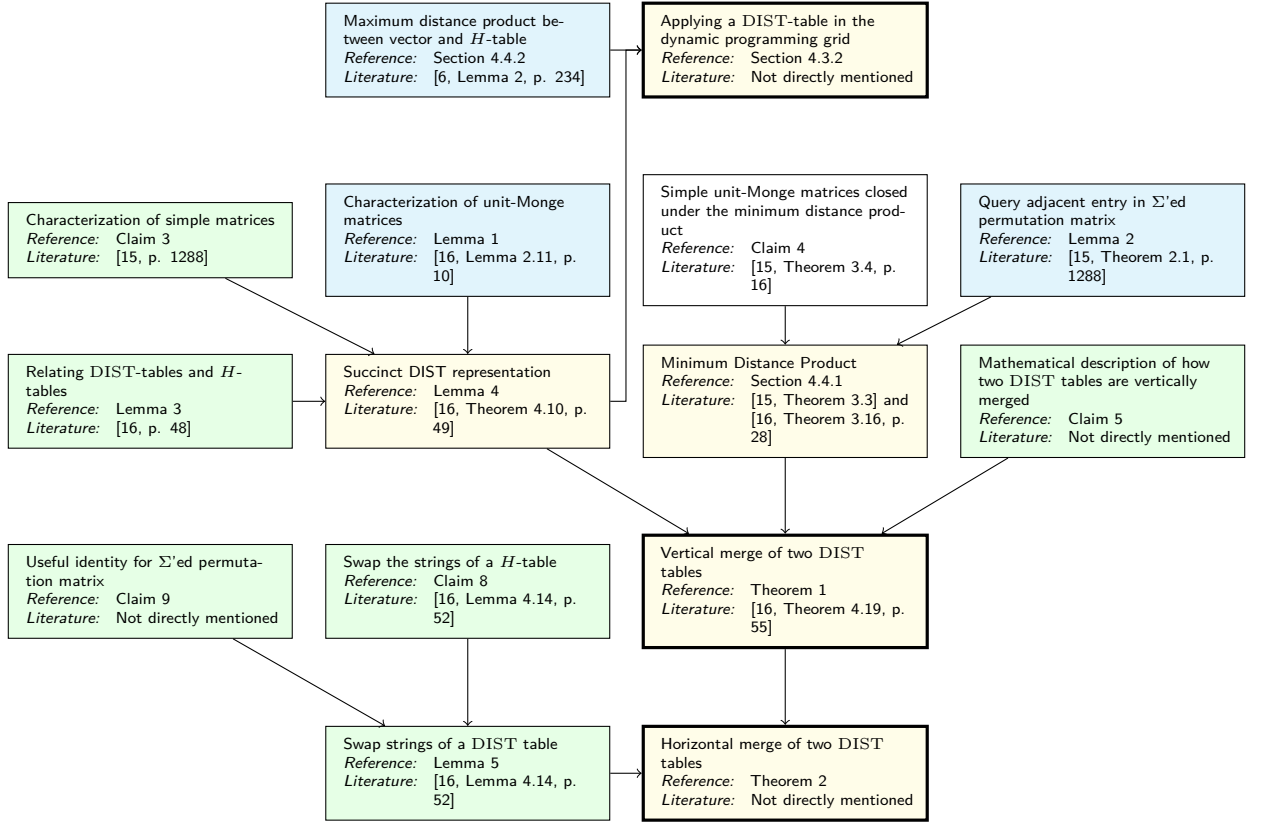 Maximum distance product be-
tween vector and H-table
Reference: Section 4.4.2
Literature: [6, Lemma 2, p. 234]
Applying a DIST-table in the
dynamic programming grid
Reference: Section 4.3.2
Literature: Not directly mentioned
Characterization of simple matrices
Reference: Claim 3
Literature: [15, p. 1288]
Characterization of unit-Monge
matrices
Reference: Lemma 1
Literature: [16, Lemma 2.11, p.
10]
Simple unit-Monge matrices closed
under the minimum distance prod-
uct
Reference: Claim 4
Literature: [15, Theorem 3.4, p.
16]
Query adjacent entry in Σ'ed
permutation matrix
Reference: Lemma 2
Literature: [15, Theorem 2.1, p.
1288]
Relating DIST-tables and H-
tables
Reference: Lemma 3
Literature: [16, p. 48]
Succinct DIST representation
Reference: Lemma 4
Literature: [16, Theorem 4.10, p.
49]
Minimum Distance Product
Reference: Section 4.4.1
Literature: [15, Theorem 3.3] and
[16, Theorem 3.16, p.
28]
Mathematical description of how
two DIST tables are vertically
merged
Reference: Claim 5
Literature: Not directly mentioned
Useful identity for Σ'ed permuta-
tion matrix
Reference: Claim 9
Literature: Not directly mentioned
Swap the strings of a H-table
Reference: Claim 8
Literature: [16, Lemma 4.14, p.
52]
Vertical merge of two DIST
tables
Reference: Theorem 1
Literature: [16, Theorem 4.19, p.
55]
Swap strings of a DIST table
Reference: Lemma 5
Literature: [16, Lemma 4.14, p.
52]
Horizontal merge of two DIST
tables
Reference: Theorem 2
Literature: Not directly mentioned